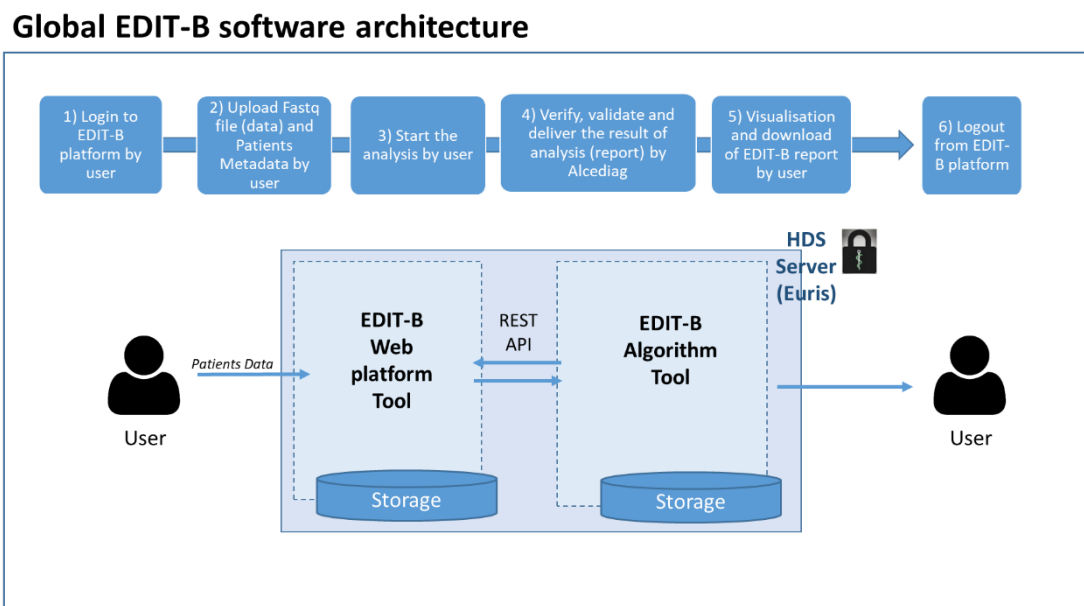 Global EDIT-B software architecture
1) Login to
EDIT-B
platform by
user
2) Upload Fastq
file (data) and
Patients
Metadata by
user
3) Start the
analysis by user
4) Verify, validate and
deliver the result of
analysis (report) by
Alcediag
5) Visualisation
and download
of EDIT-B report
by user
6) Logout
from EDIT-
B platform
HDS
Server
(Euris)
EDIT-B
Web
platform
Tool
REST
API
EDIT-B
Algorithm
Tool
Patients Data
User
User
Storage
Storage